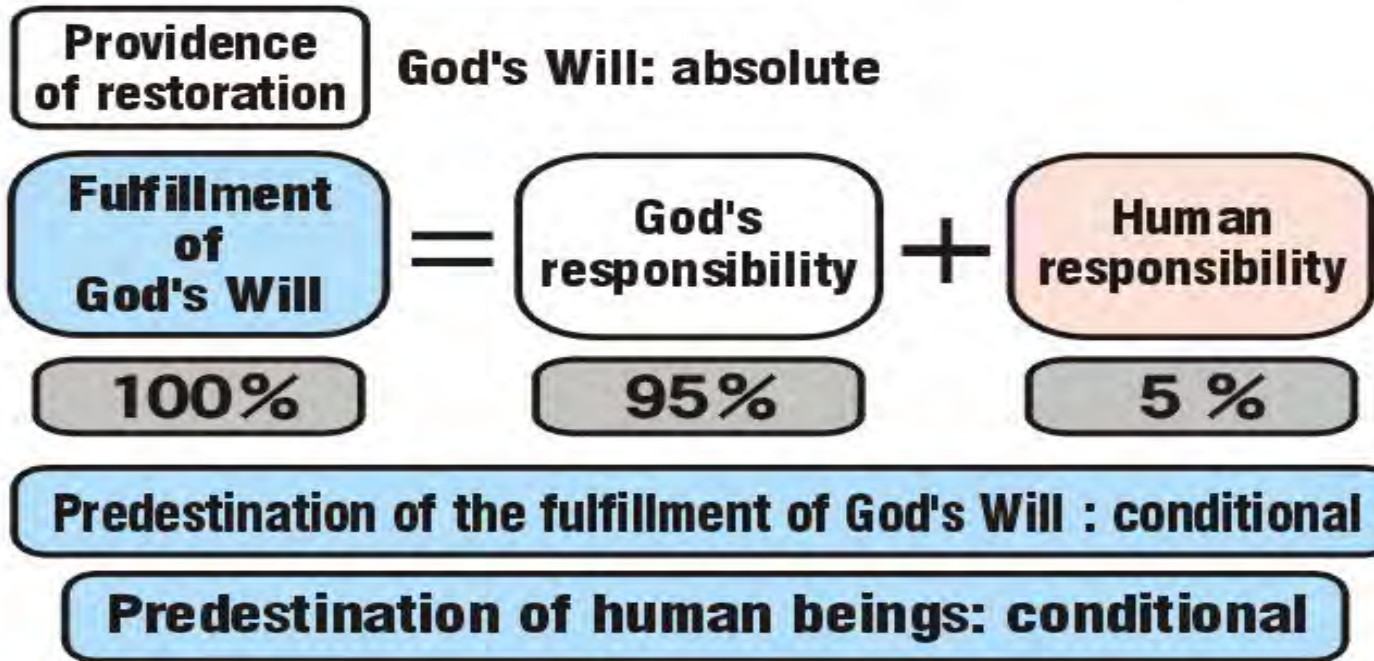 Providence
of restoration
God's Will: absolute
Fulfillment
of
God's Will
=
God's
responsibility
+
Human
responsibility
100%
95%
5 %
Predestination of the fulfillment of God's Will : conditional
Predestination of human beings: conditional